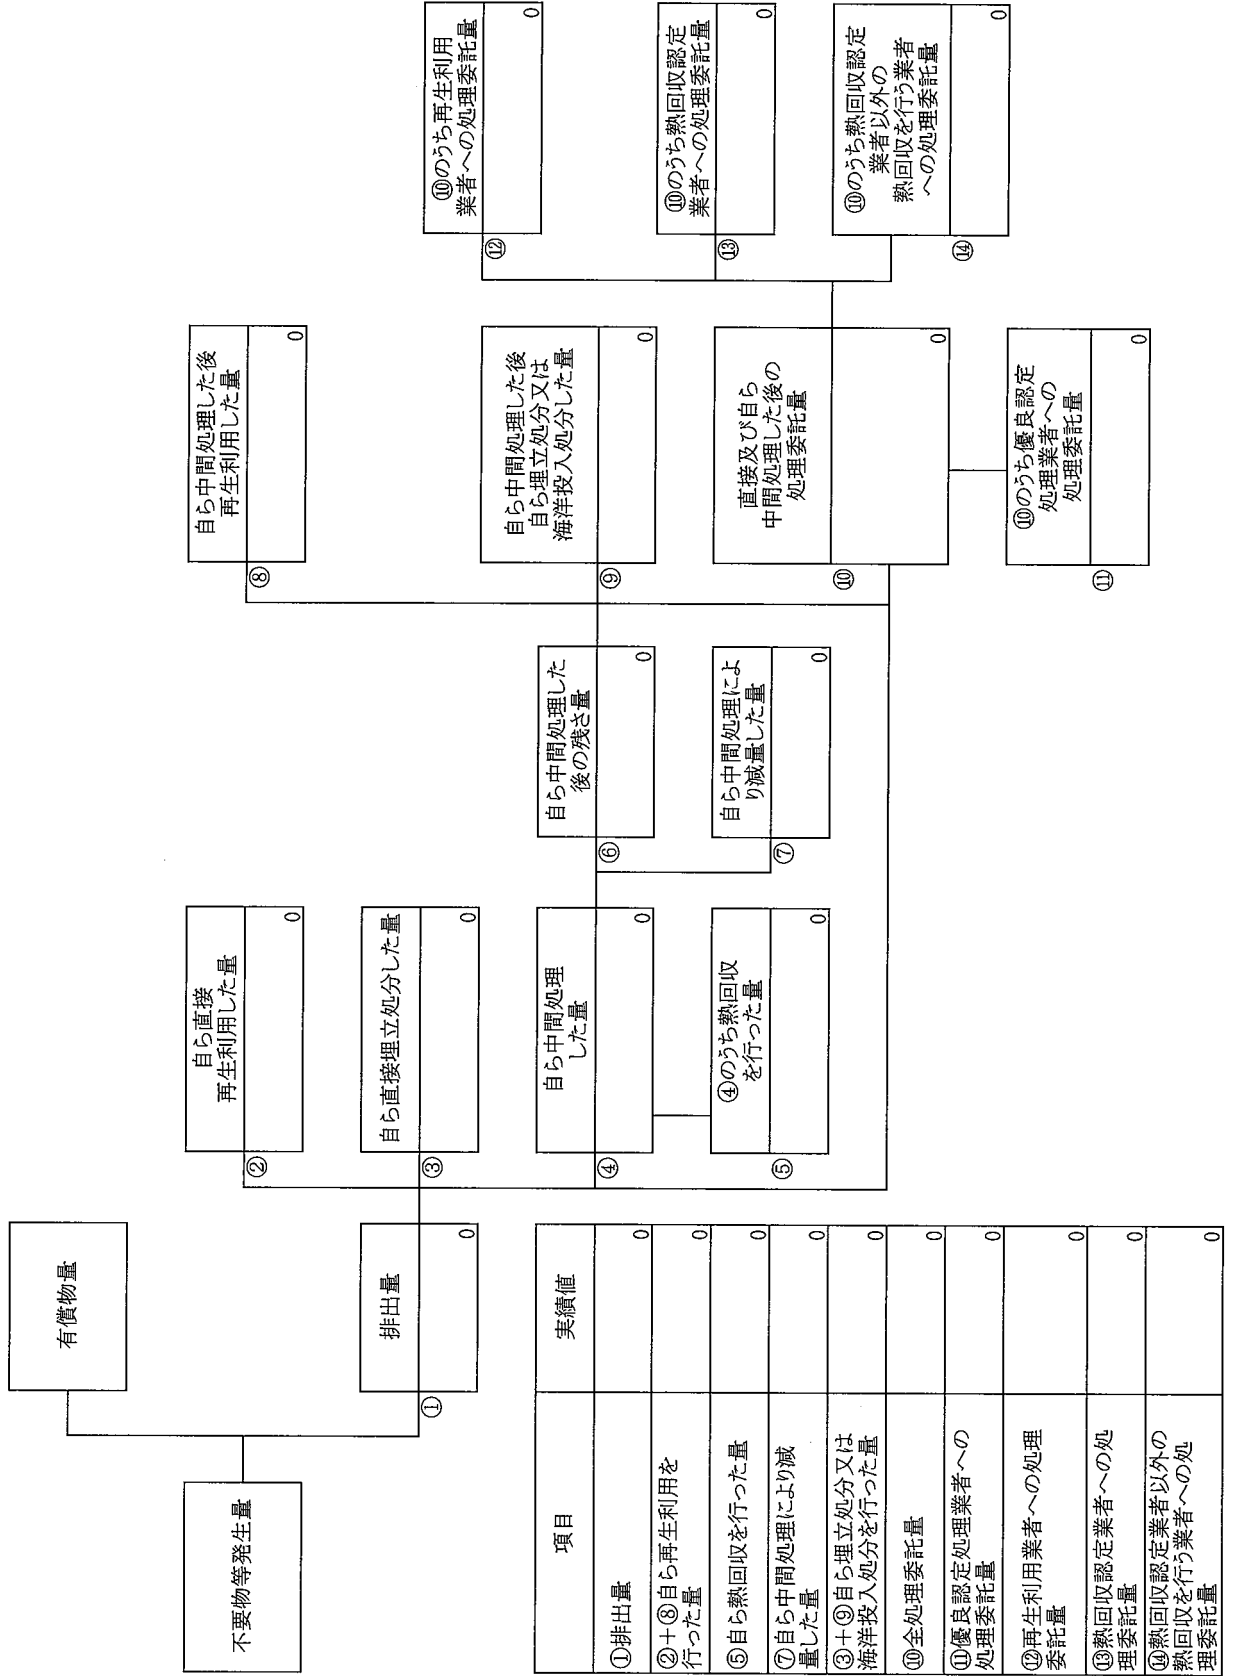 不要物等発生量
有償物量
排出量
①
0
自ら直接
再生利用した量
②
0
自ら直接埋立処分した量
③
0
自ら中間処理
した量
④
0
④のうち熱回収
を行った量
⑤
0
自ら中間処理した
後の残さ量
⑥
0
自ら中間処理によ
り減量した量
⑦
0
自ら中間処理した後
再生利用した量
⑧
0
自ら中間処理した後
自ら埋立処分又は
海洋投入処分した量
⑨
0
直接及び自ら
中間処理した後の
処理委託量
⑩
0
⑩のうち優良認定
処理業者への
処理委託量
⑪
0
⑩のうち再生利用
業者への処理委託量
⑫
0
⑩のうち熱回収認定
業者への処理委託量
⑬
0
⑩のうち熱回収認定
業者以外の
熱回収を行う業者
への処理委託量
⑭
0
項目 実績値
①排出量 0
②+⑧自ら再生利用を
行った量 0
⑤自ら熱回収を行った量 0
⑦自ら中間処理により減
量した量 0
③+⑨自ら埋立処分又は
海洋投入処分を行った量 0
⑩全処理委託量 0
⑪優良認定処理業者への
処理委託量 0
⑫再生利用業者への処理
委託量 0
⑬熱回収認定業者への処
理委託量 0
⑭熱回収認定業者以外の
熱回収を行う業者への処
理委託量 0